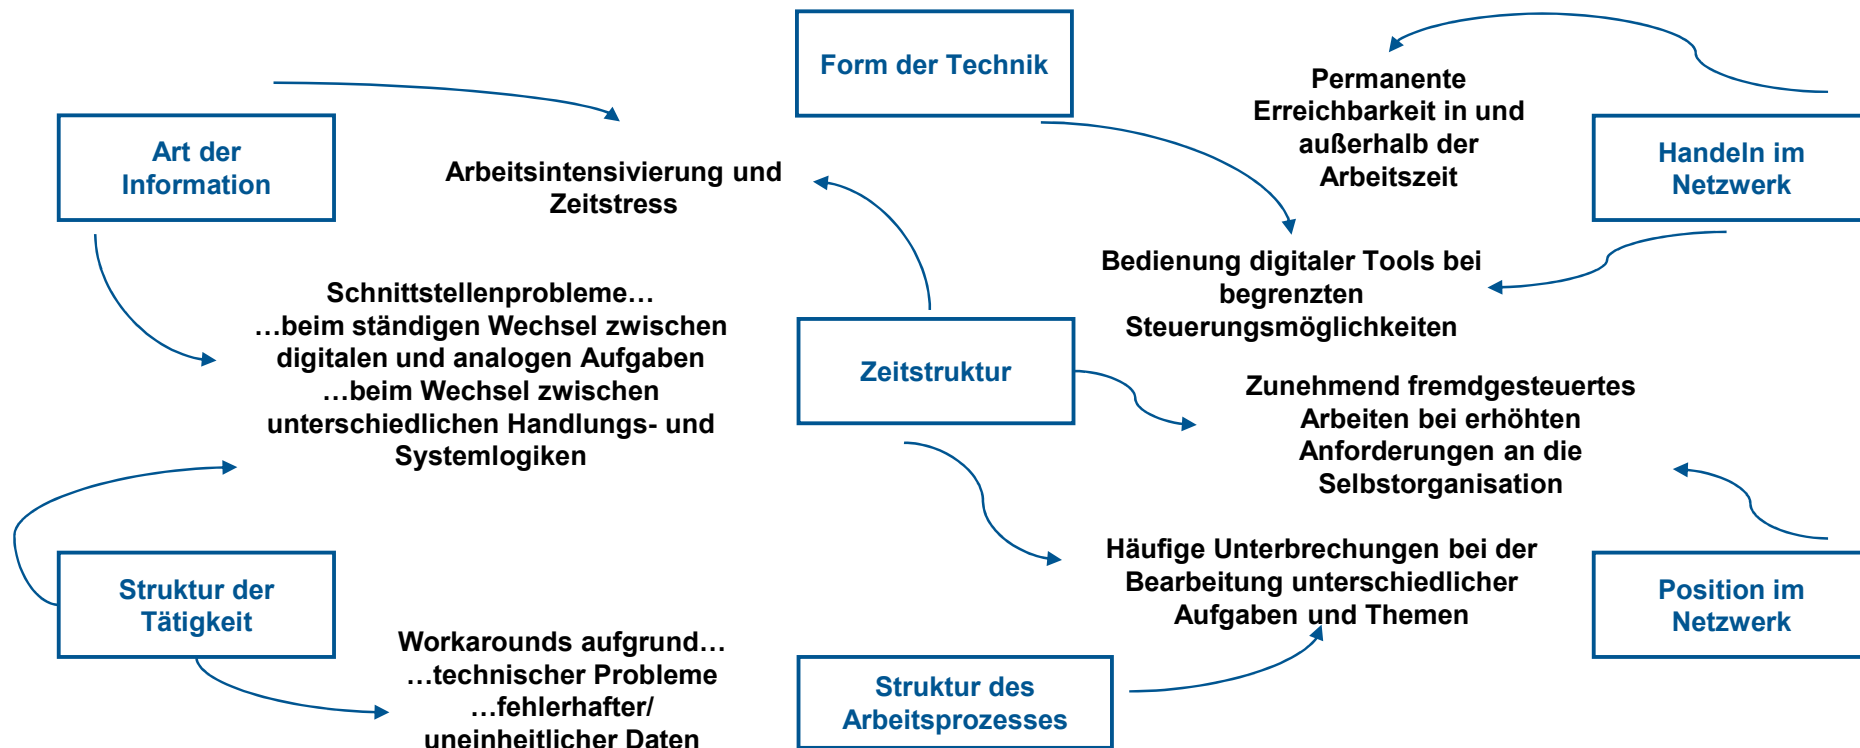 Form der Technik
Permanente
Erreichbarkeit in und
außerhalb der
Arbeitszeit
Art der
Information
Arbeitsintensivierung und
Zeitstress
Handeln im
Netzwerk
Bedienung digitaler Tools bei
begrenzten
Steuerungsmöglichkeiten
Schnittstellenprobleme…
…beim ständigen Wechsel zwischen
digitalen und analogen Aufgaben
…beim Wechsel zwischen
unterschiedlichen Handlungs- und
Systemlogiken
Zeitstruktur
Zunehmend fremdgesteuertes
Arbeiten bei erhöhten
Anforderungen an die
Selbstorganisation
Häufige Unterbrechungen bei der
Bearbeitung unterschiedlicher
Aufgaben und Themen
Struktur der
Tätigkeit
Position im
Netzwerk
Workarounds aufgrund…
…technischer Probleme
…fehlerhafter/
uneinheitlicher Daten
Struktur des
Arbeitsprozesses